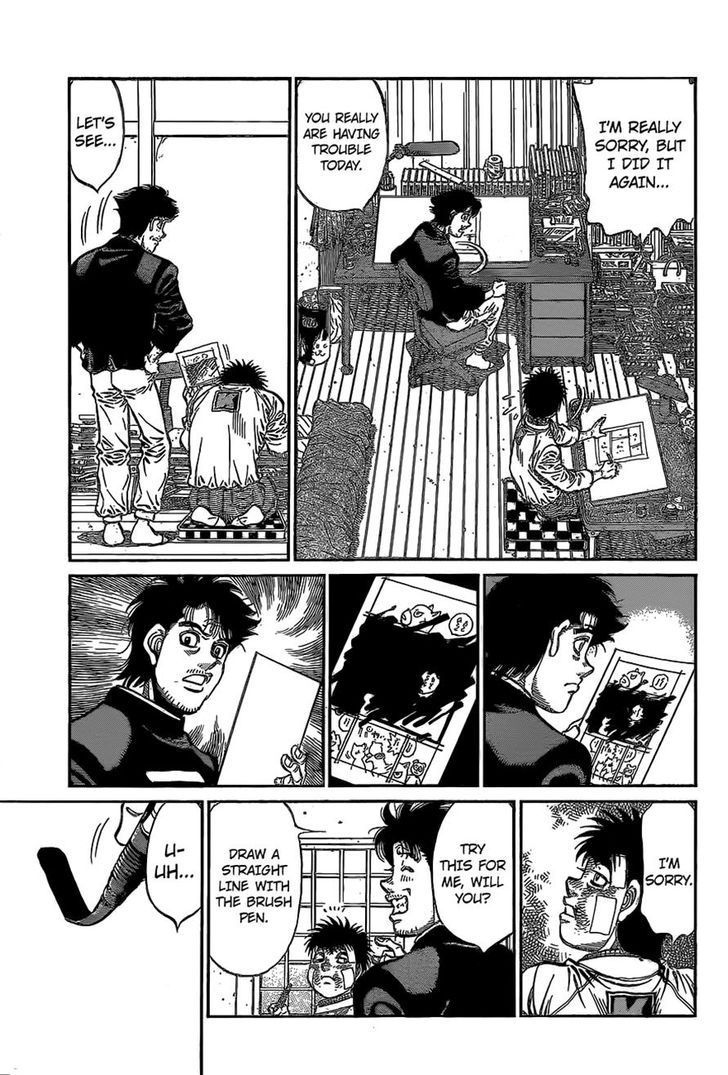 I'M REALLY
SORRY, BUT
I DID IT
AGAIN...
YOU REALLY
ARE HAVING
TROUBLE
TODAY.
LET'S
SEE...
I'M
SORRY.
TRY
THIS FOR
ME, WILL
YOU?
DRAW A
STRAIGHT
LINE WITH
THE BRUSH
PEN.
U-
UH...